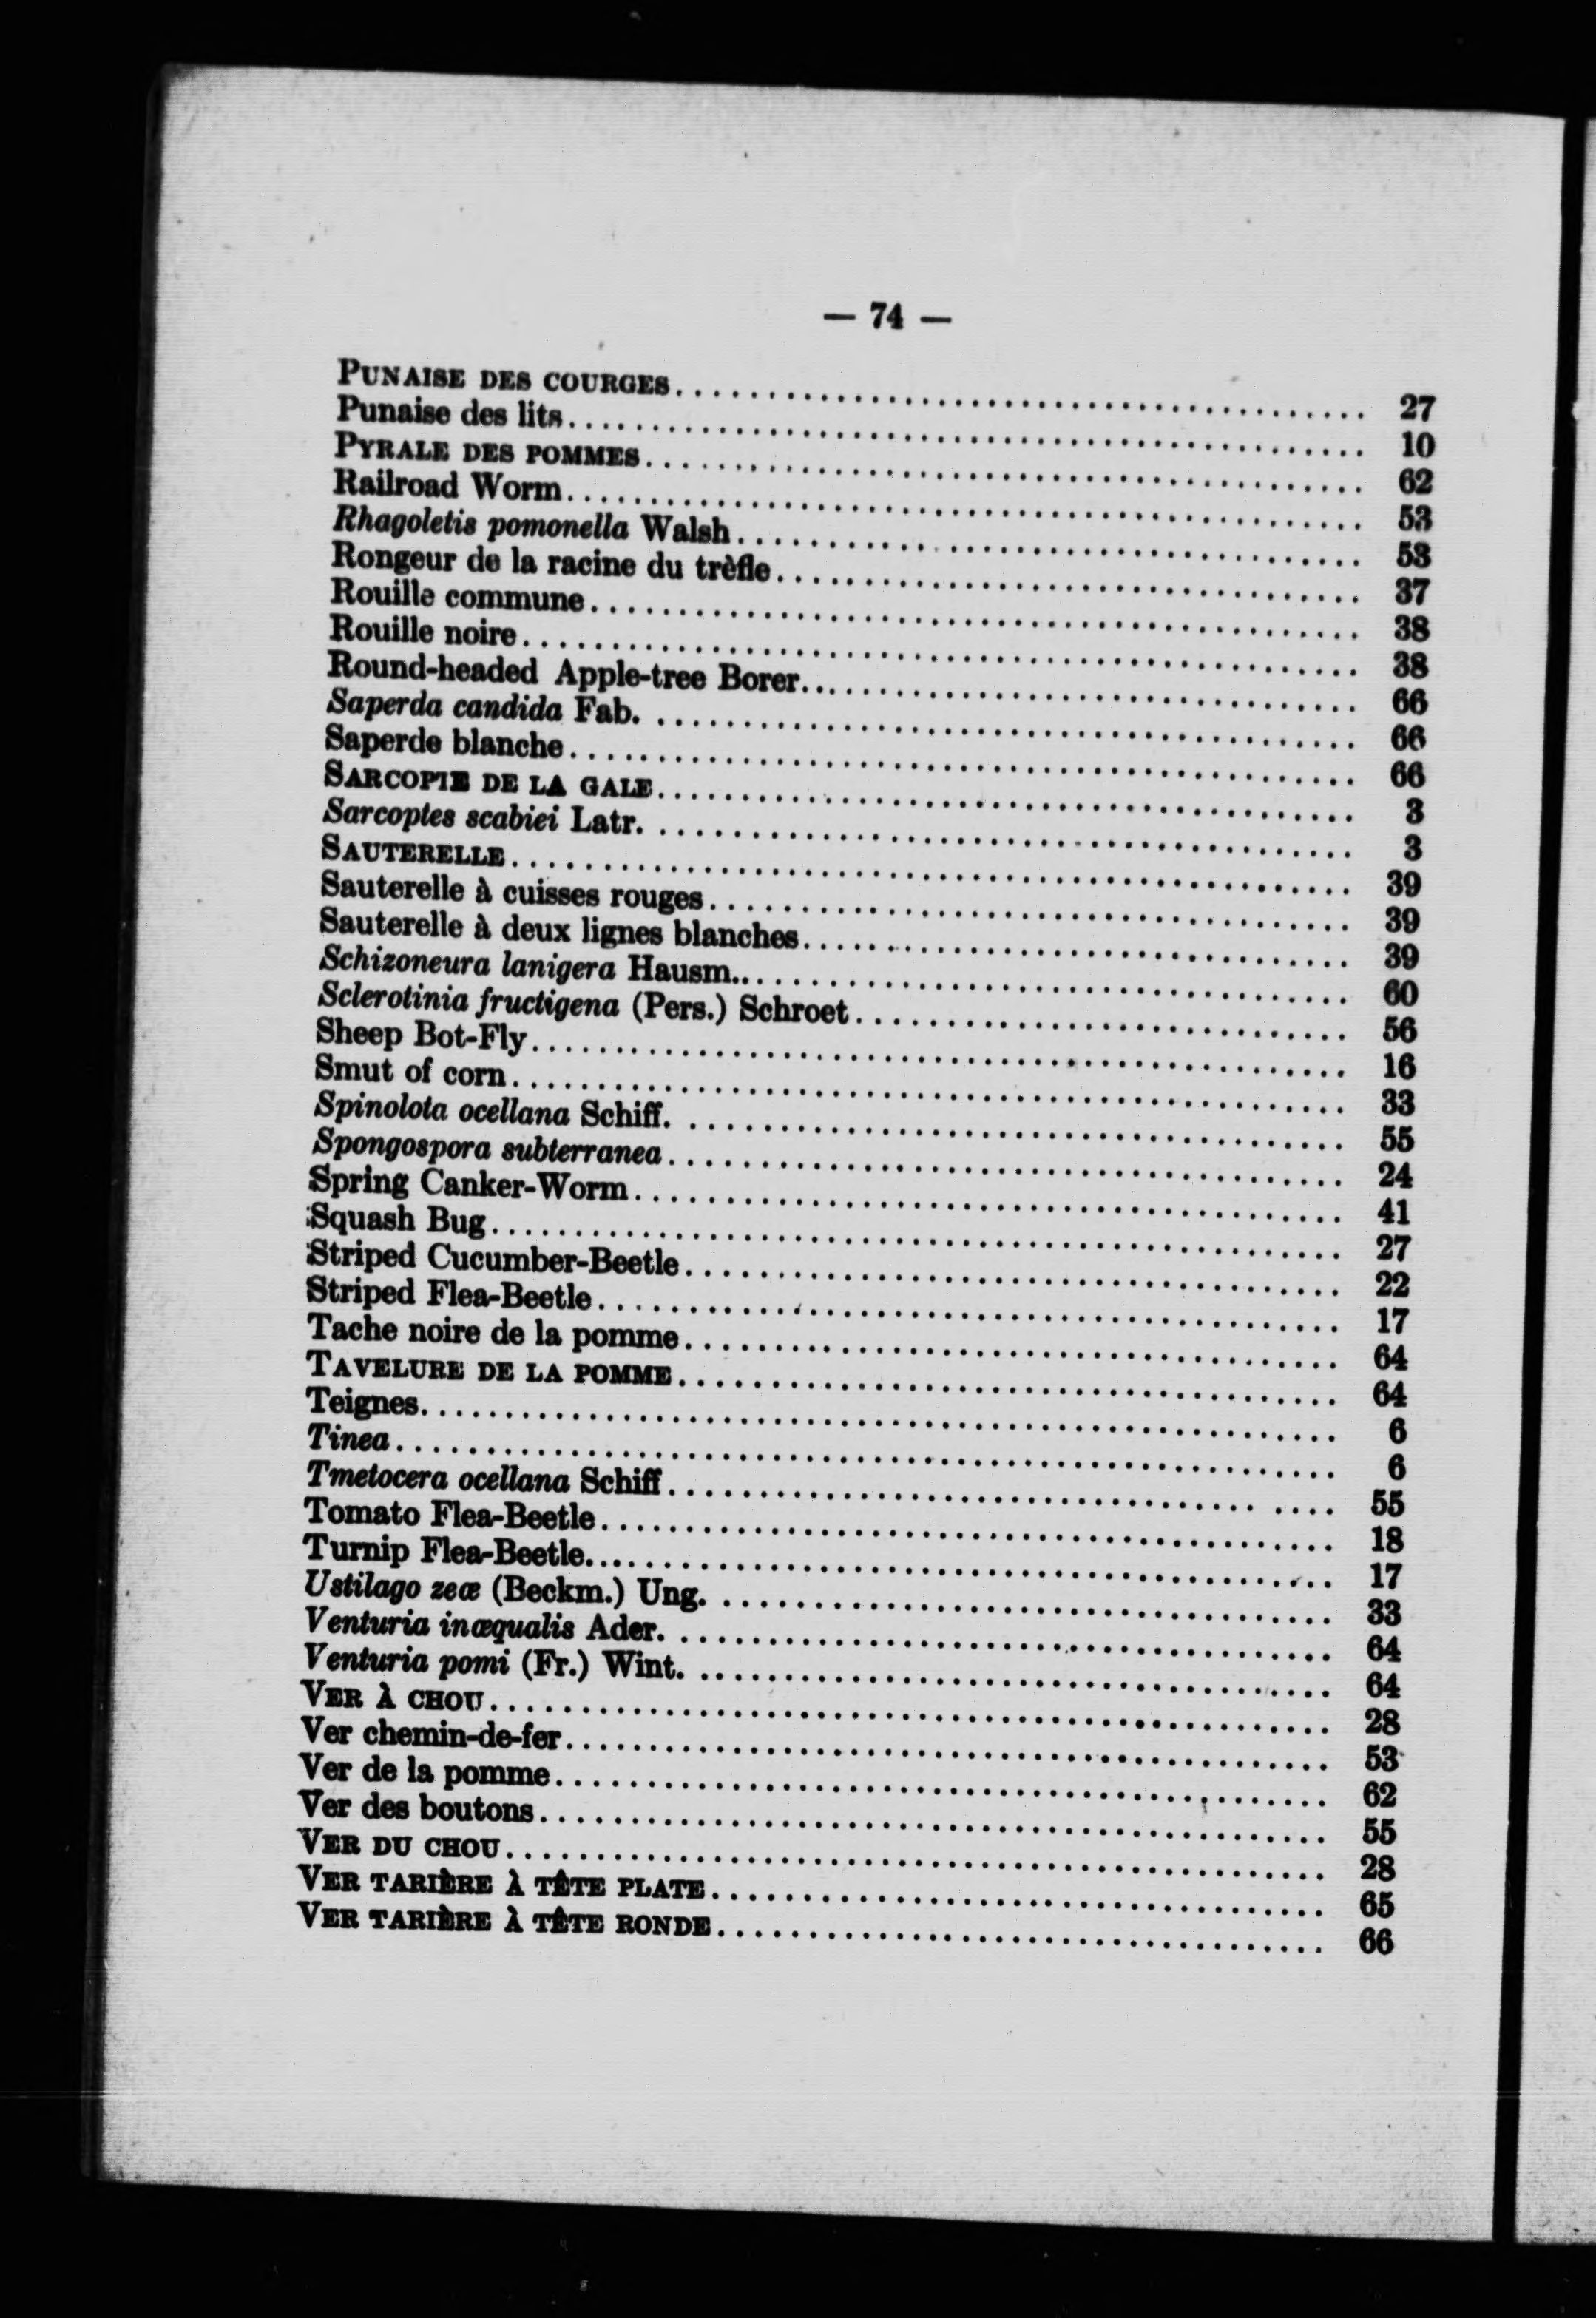 — 74 —
PUNAISE DES COURGES 27
Punaise des lits 10
PYRALE DES POMMES 62
Railroad Worm 53
Rhagoletis pomonella Walsh 53
Rongeur de la racine du trèfle 37
Rouille commune 38
Rouille noire 38
Round-headed Apple-tree Borer 66
Saperda candida Fab. 66
Saperde blanche 66
SARCOPTE DE LA GALE 3
Sarcoptes scabiei Latr. 3
SAUTERELLE 39
Sauterelle à cuisses rouges 39
Sauterelle à deux lignes blanches 39
Schizoneura lanigera Hausm. 60
Sclerotinia fructigena (Pers.) Schroet 56
Sheep Bot-Fly 16
Smut of corn 33
Spinolota ocellana Schiff. 55
Spongospora subterranea 24
Spring Canker-Worm 41
Squash Bug 27
Striped Cucumber-Beetle 22
Striped Flea-Beetle 17
Tache noire de la pomme 64
TAVELURE DE LA POMME 64
Teignes 6
Tinea 6
Tmetocera ocellana Schiff 55
Tomato Flea-Beetle 18
Turnip Flea-Beetle 17
Ustilago zeæ (Beckm.) Ung. 33
Venturia inæqualis Ader. 64
Venturia pomi (Fr.) Wint. 64
VER À CHOU 28
Ver chemin-de-fer 53
Ver de la pomme 62
Ver des boutons 55
VER DU CHOU 28
VER TARIÈRE À TÊTE PLATE 65
VER TARIÈRE À TÊTE RONDE 66